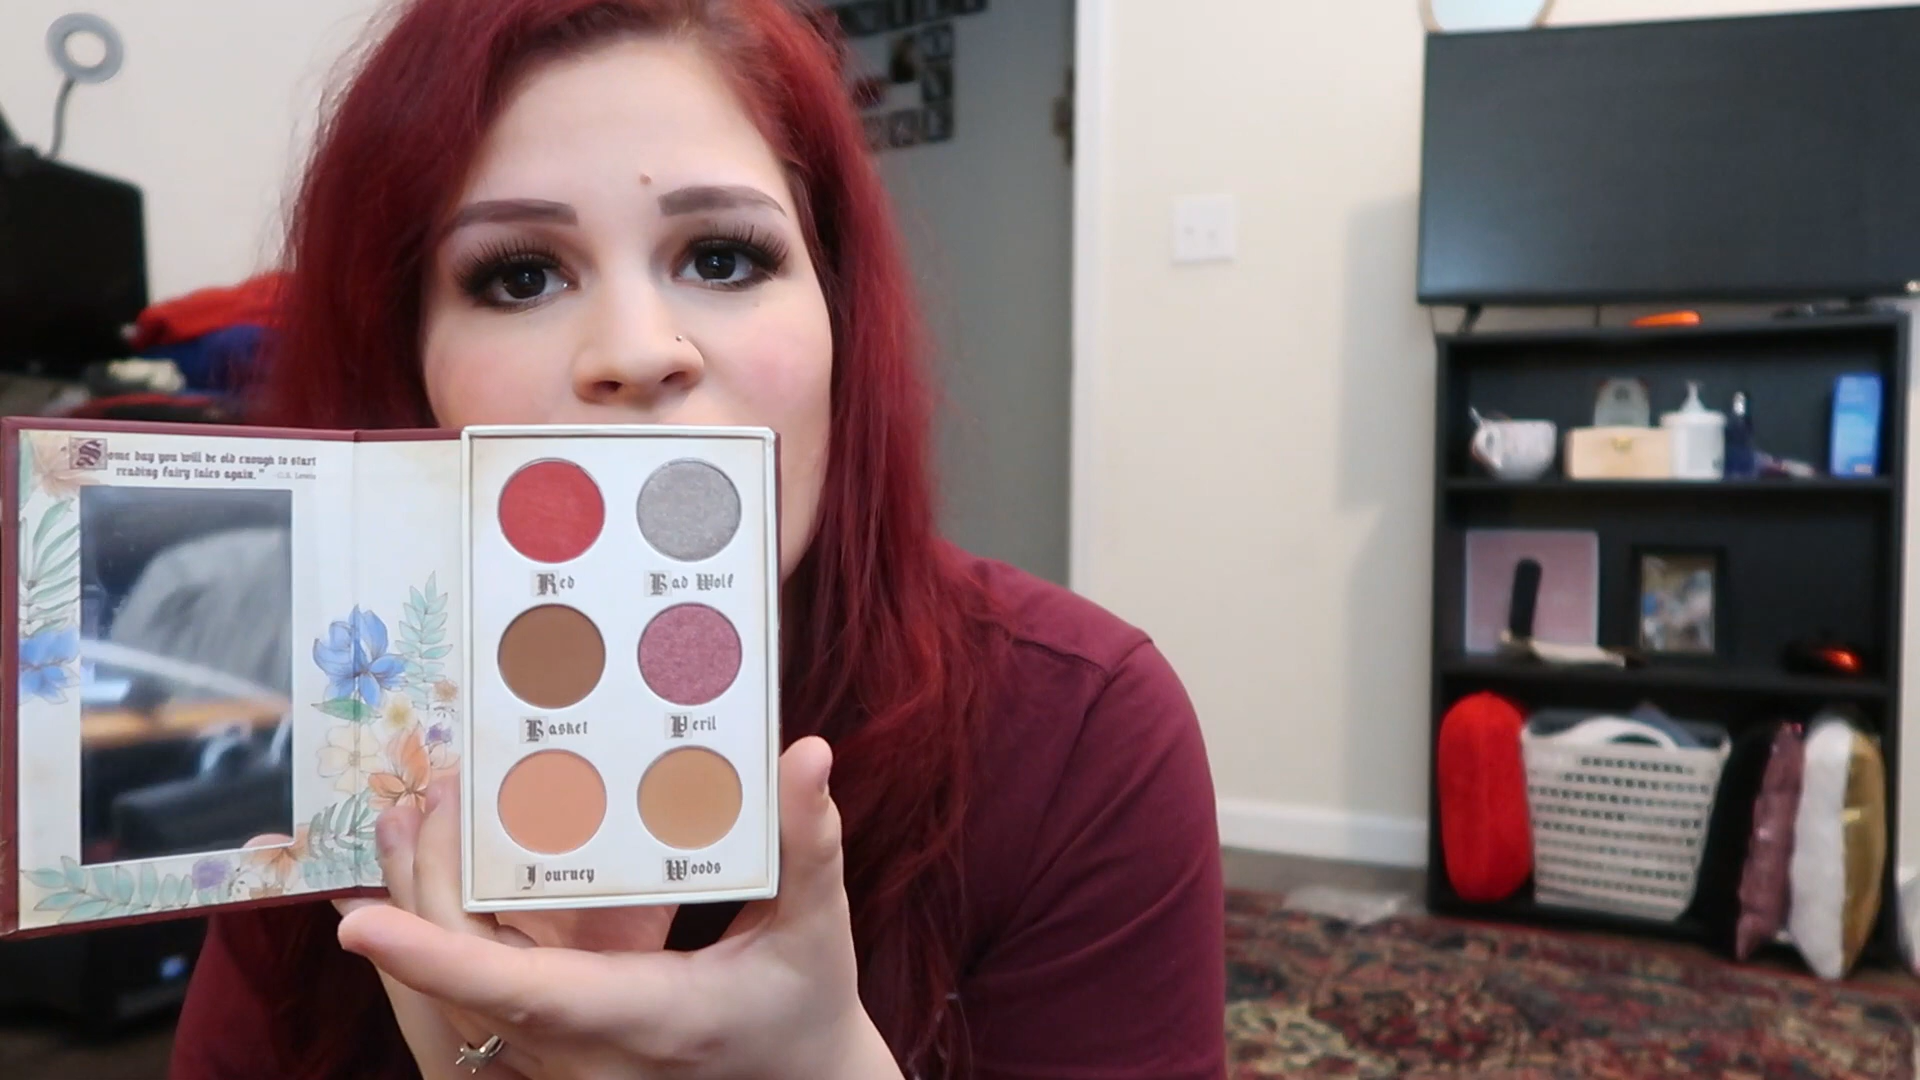 Some day you will be old enough to start
reading fairy tales again."
-C.S. Lewis
Red
Bad Wolf
Basket
Peril
Journey
Woods